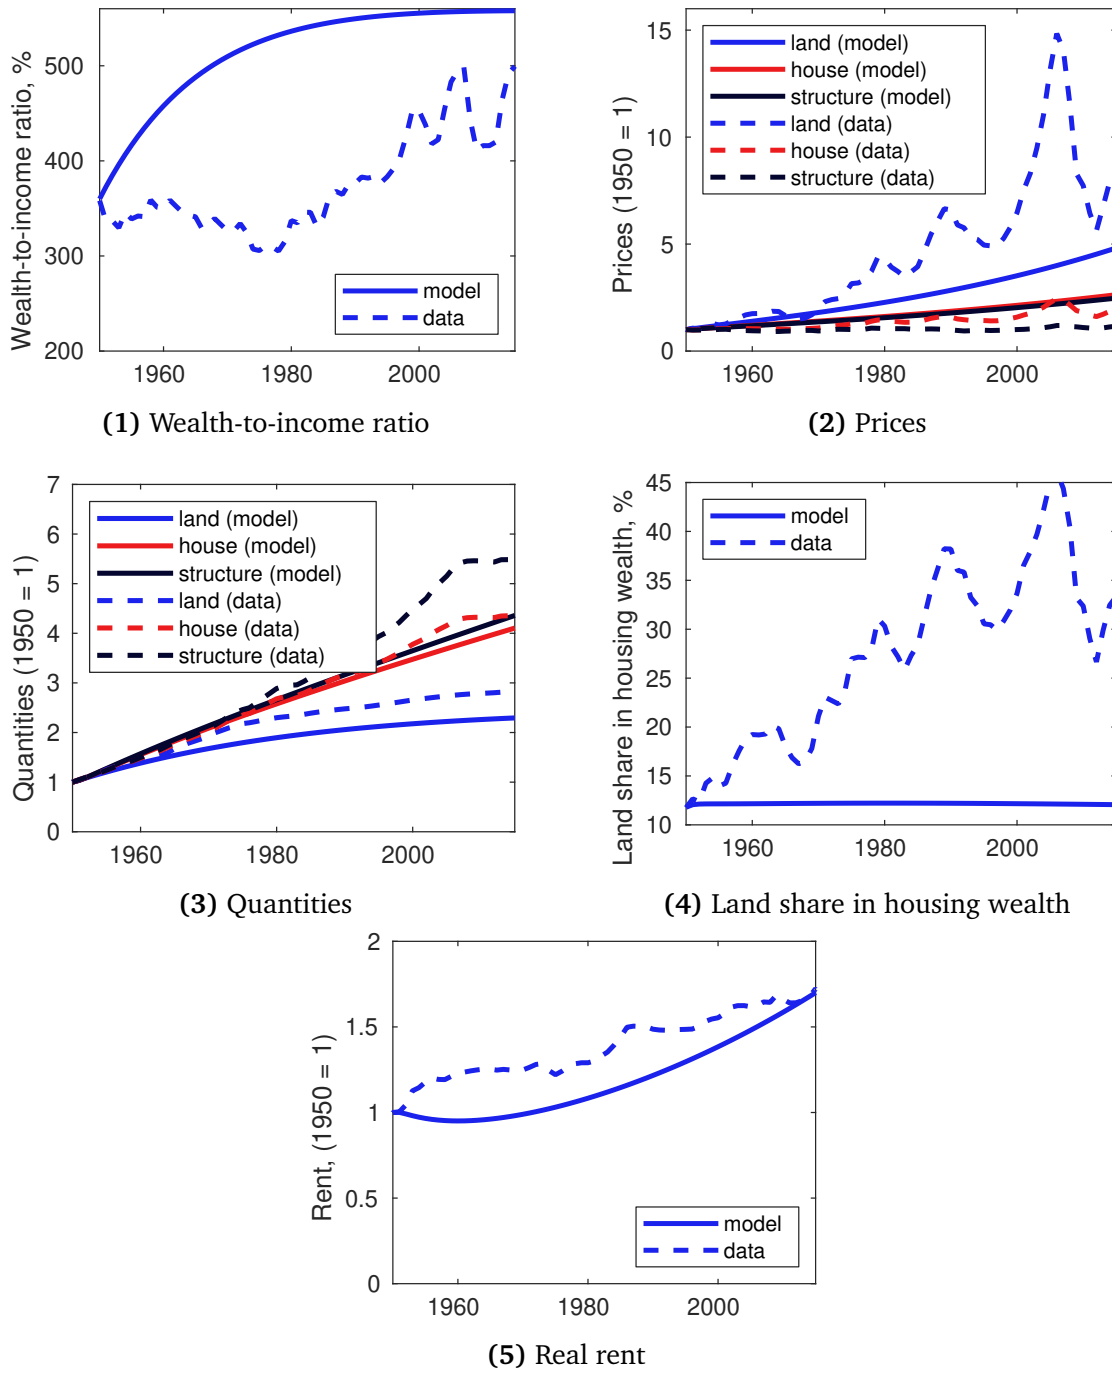 Wealth-to-income ratio, %
500
400
300
200
1960 1980 2000
model
data
(1) Wealth-to-income ratio
Prices (1950 = 1)
15
10
5
0
1960 1980 2000
land (model)
house (model)
structure (model)
land (data)
house (data)
structure (data)
(2) Prices
Quantities (1950 = 1)
7
6
5
4
3
2
1
0
1960 1980 2000
land (model)
house (model)
structure (model)
land (data)
house (data)
structure (data)
(3) Quantities
Land share in housing wealth, %
45
40
35
30
25
20
15
10
1960 1980 2000
model
data
(4) Land share in housing wealth
Rent, (1950 = 1)
2
1.5
1
0.5
0
1960 1980 2000
model
data
(5) Real rent